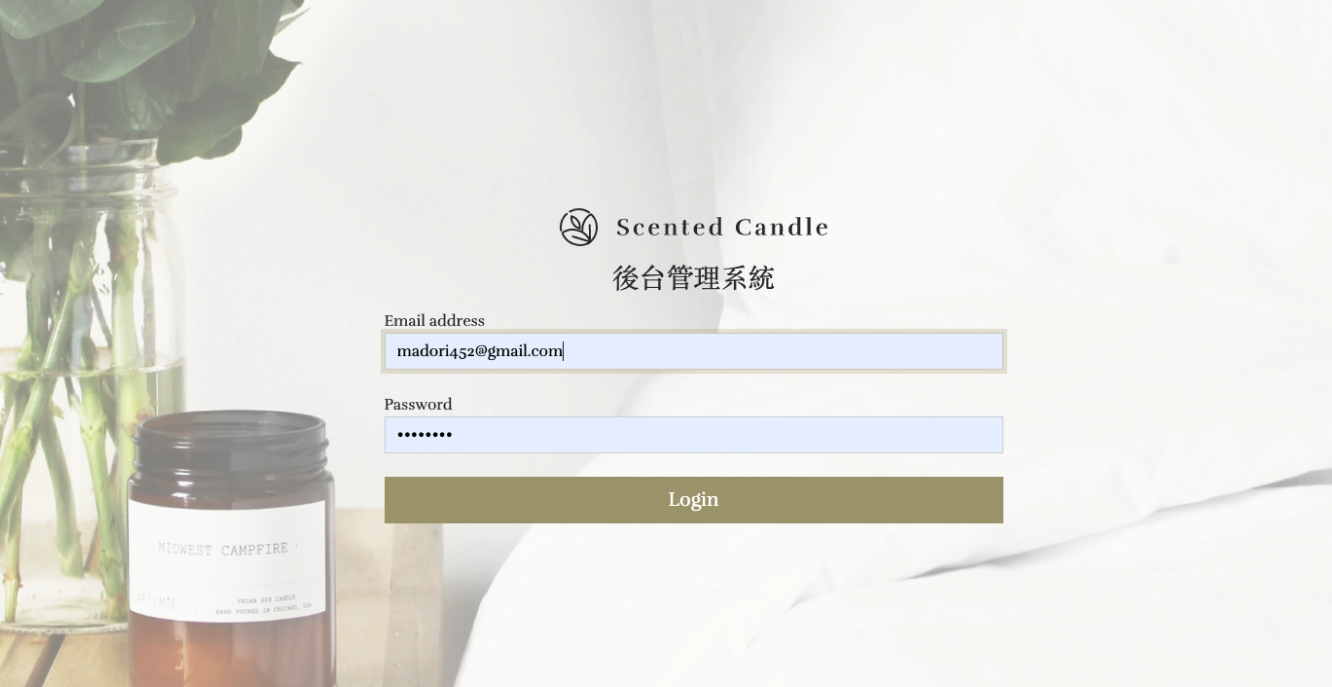 Scented Candle
後台管理系統
Email address
madori452@gmail.com
Password
••••••••
Login
· MIDWEST CAMPFIRE ·
ARTUMIE
VEGAN SOY CANDLE
HAND POURED IN CHICAGO, USA